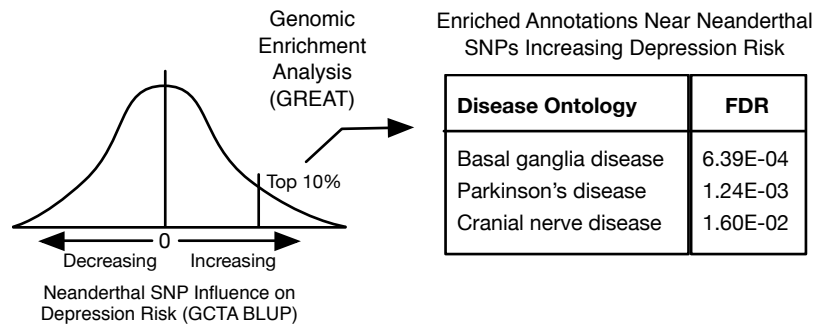 Genomic
Enrichment
Analysis
(GREAT)
Top 10%
0
Decreasing Increasing
Neanderthal SNP Influence on
Depression Risk (GCTA BLUP)
Enriched Annotations Near Neanderthal
SNPs Increasing Depression Risk
Disease Ontology FDR
Basal ganglia disease 6.39E-04
Parkinson's disease 1.24E-03
Cranial nerve disease 1.60E-02